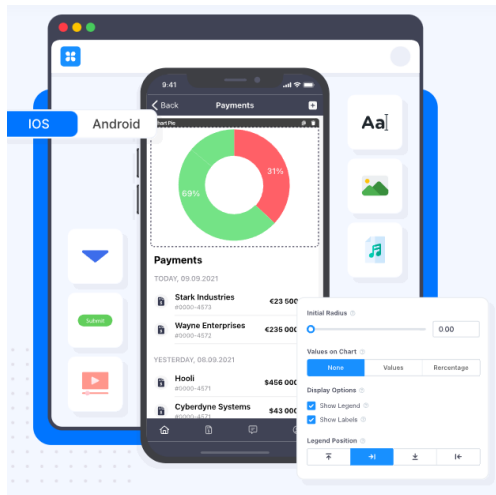 9:41
Back Payments
IOS Android
Chart Pie
Aa
31%
69%
Payments
TODAY, 09.09.2021
Stark Industries €23 500
#0000-4573
Wayne Enterprises €235 000
#0000-4572
YESTERDAY, 08.09.2021
Hooli $456 000
#0000-4571
Cyberdyne Systems $43 000
#0000-4571
Submit
Initial Radius
0.00
Values on Chart
None Values Percentage
Display Options
Show Legend
Show Labels
Legend Position